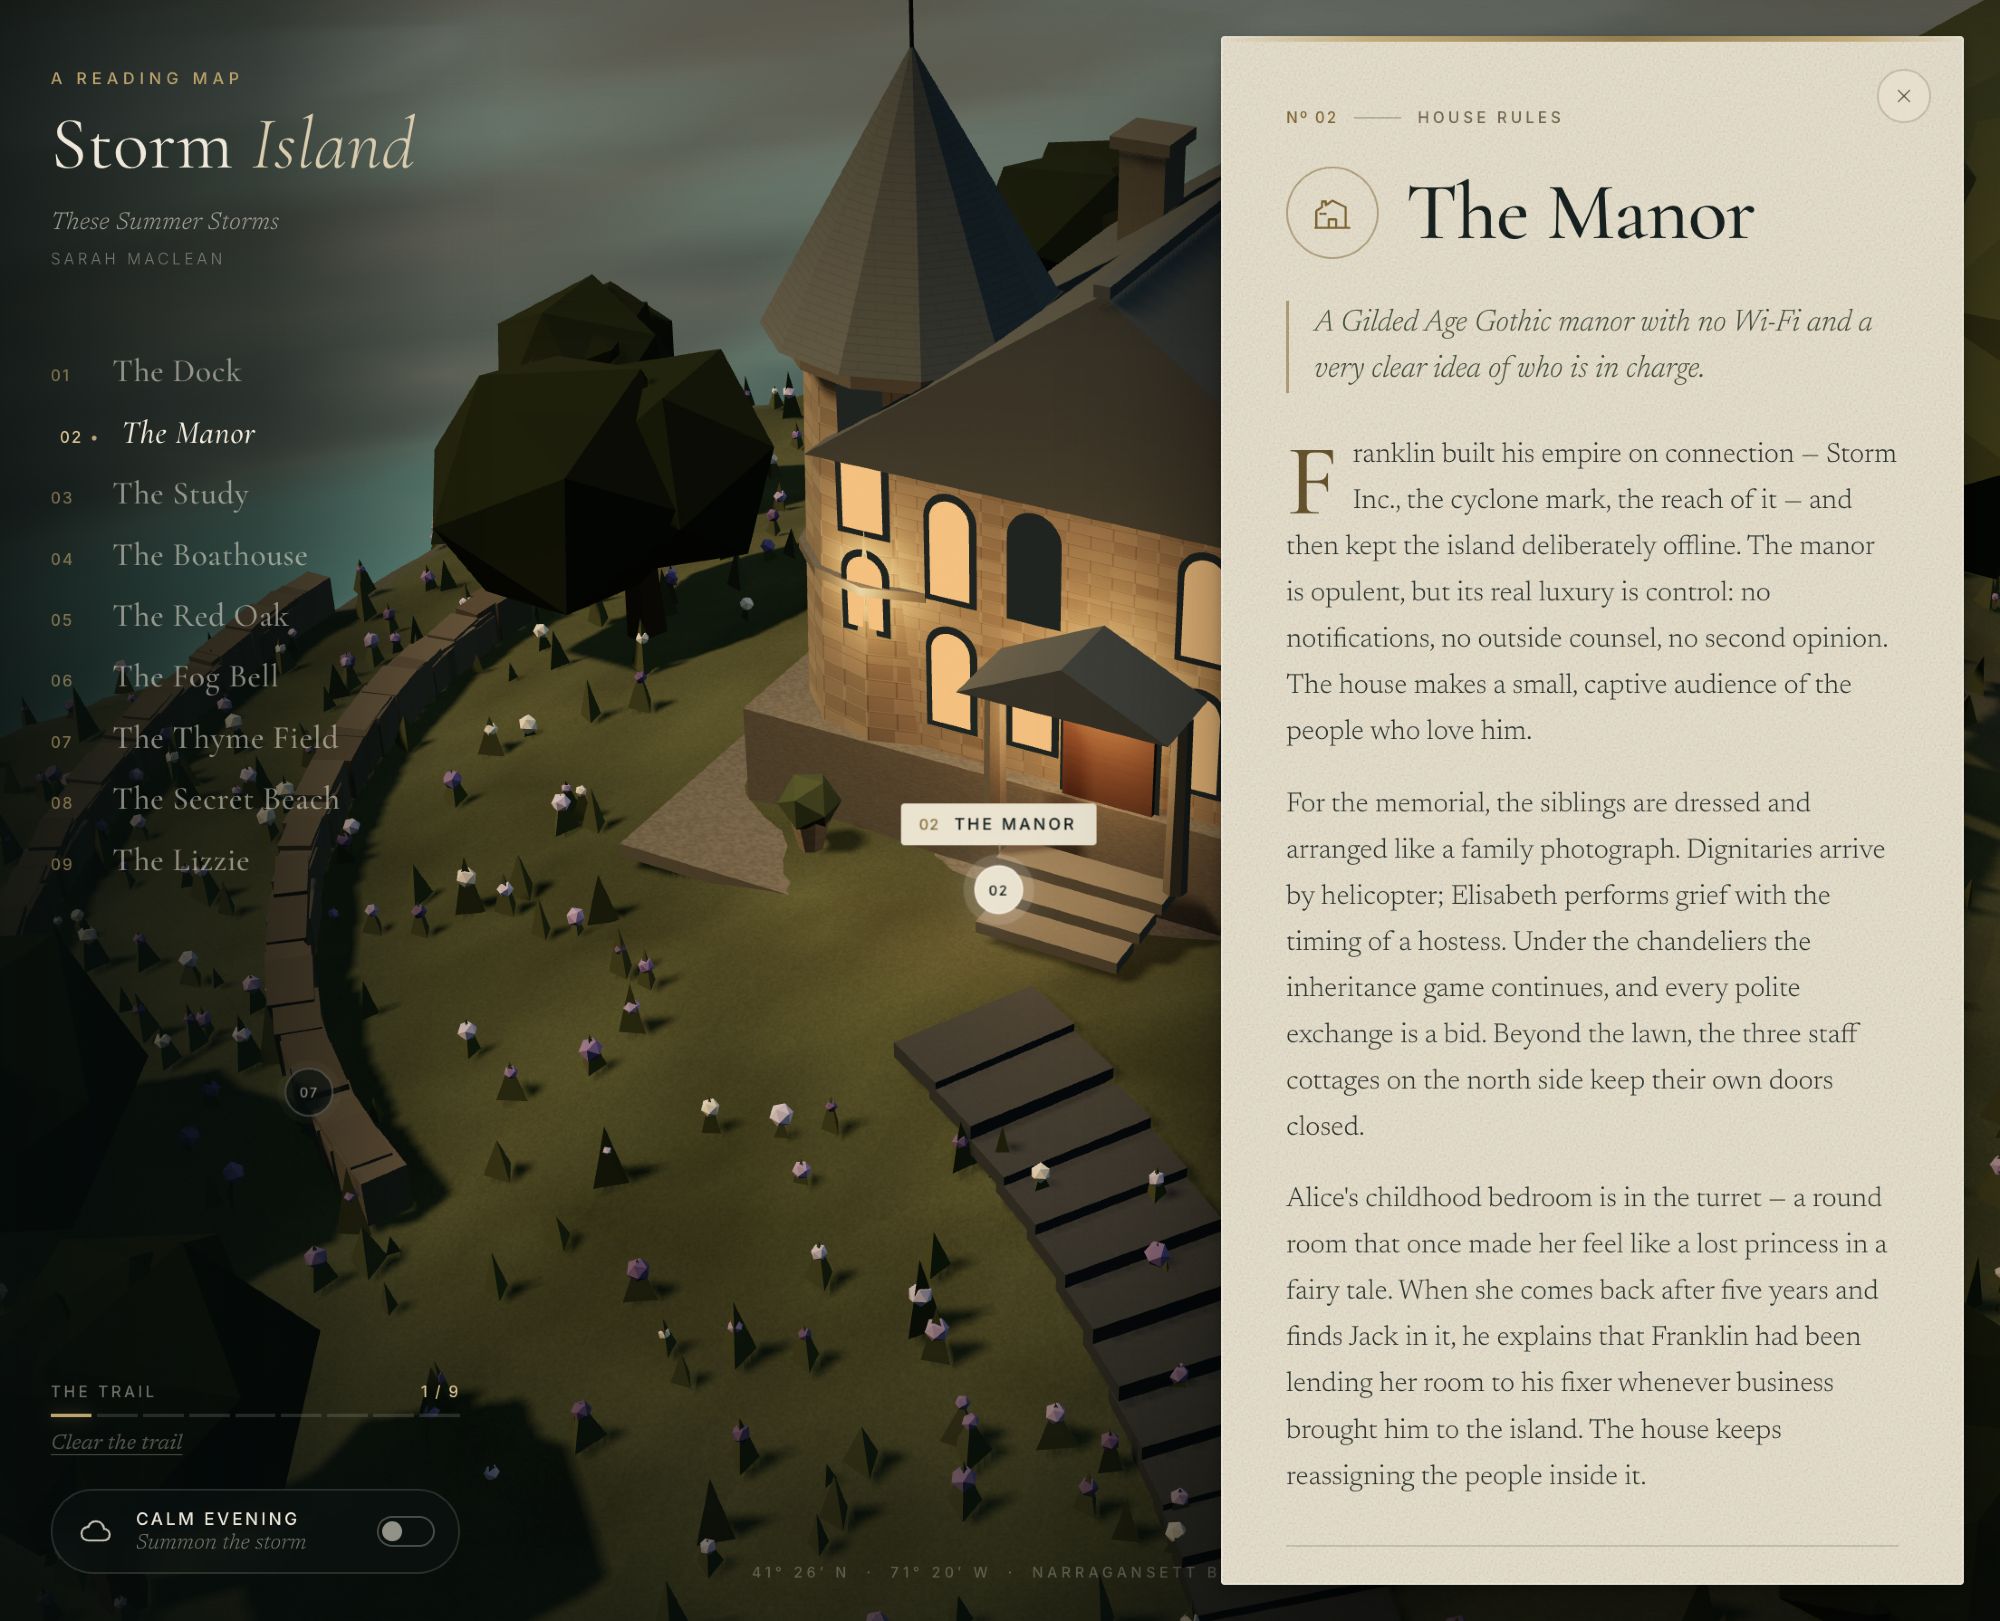 A READING MAP
Storm Island
These Summer Storms
SARAH MACLEAN
01 The Dock
02 • The Manor
03 The Study
04 The Boathouse
05 The Red Oak
06 The Fog Bell
07 The Thyme Field
08 The Secret Beach
09 The Lizzie
07
THE TRAIL 1 / 9
Clear the trail
CALM EVENING
Summon the storm
02 THE MANOR
02
41° 26′ N · 71° 20′ W · NARRAGANSETT B
Nº 02 — HOUSE RULES
The Manor
A Gilded Age Gothic manor with no Wi-Fi and a
very clear idea of who is in charge.
Franklin built his empire on connection – Storm
Inc., the cyclone mark, the reach of it – and
then kept the island deliberately offline. The manor
is opulent, but its real luxury is control: no
notifications, no outside counsel, no second opinion.
The house makes a small, captive audience of the
people who love him.
For the memorial, the siblings are dressed and
arranged like a family photograph. Dignitaries arrive
by helicopter; Elisabeth performs grief with the
timing of a hostess. Under the chandeliers the
inheritance game continues, and every polite
exchange is a bid. Beyond the lawn, the three staff
cottages on the north side keep their own doors
closed.
Alice's childhood bedroom is in the turret – a round
room that once made her feel like a lost princess in a
fairy tale. When she comes back after five years and
finds Jack in it, he explains that Franklin had been
lending her room to his fixer whenever business
brought him to the island. The house keeps
reassigning the people inside it.